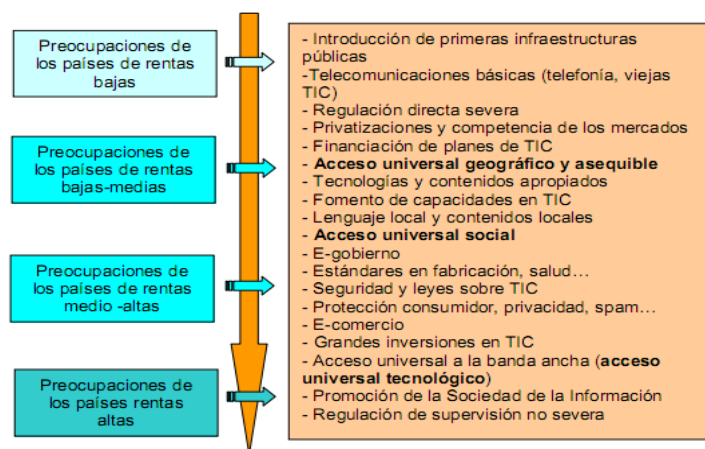 Preocupaciones de
los países de rentas
bajas
Preocupaciones de
los países de rentas
bajas-medias
Preocupaciones de
los países de rentas
medio -altas
Preocupaciones de
los países rentas
altas
- Introducción de primeras infraestructuras
públicas
-Telecomunicaciones básicas (telefonía, viejas
TIC)
- Regulación directa severa
- Privatizaciones y competencia de los mercados
- Financiación de planes de TIC
- Acceso universal geográfico y asequible
- Tecnologías y contenidos apropiados
- Fomento de capacidades en TIC
- Lenguaje local y contenidos locales
- Acceso universal social
- E-gobierno
- Estándares en fabricación, salud…
- Seguridad y leyes sobre TIC
- Protección consumidor, privacidad, spam…
- E-comercio
- Grandes inversiones en TIC
- Acceso universal a la banda ancha (acceso
universal tecnológico)
- Promoción de la Sociedad de la Información
- Regulación de supervisión no severa